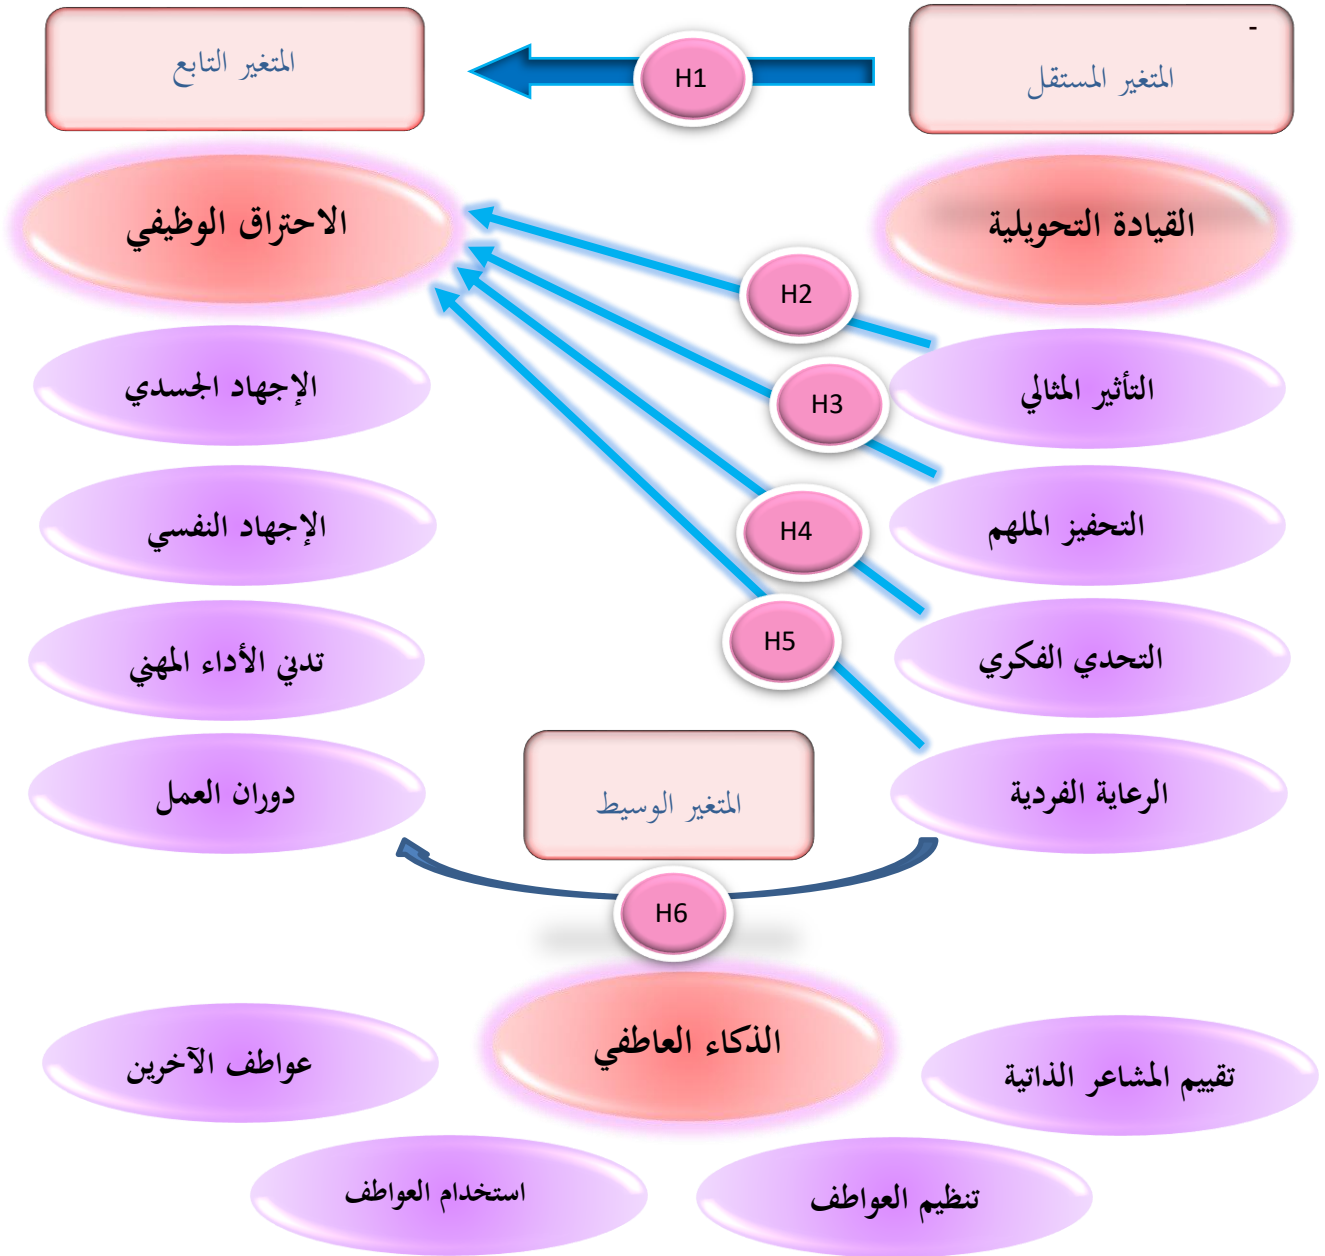 -
المتغير المستقل
H1
المتغير التابع
القيادة التحويلية
الاحتراق الوظيفي
H2
التأثير المثالي
الإجهاد الجسدي
H3
التحفيز الملهم
الإجهاد النفسي
H4
التحدي الفكري
تدني الأداء المهني
H5
الرعاية الفردية
المتغير الوسيط
دوران العمل
H6
الذكاء العاطفي
تقييم المشاعر الذاتية
عواطف الآخرين
تنظيم العواطف
استخدام العواطف